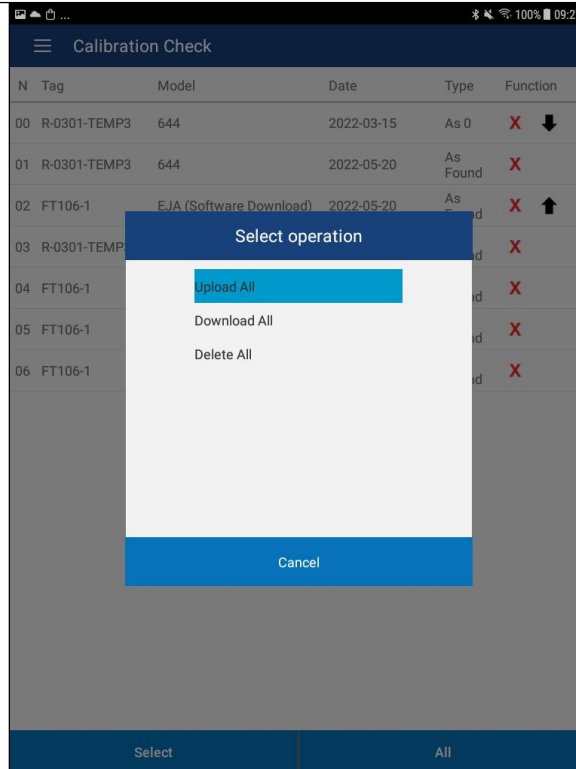 ... 100% 09:2
Calibration Check
N Tag Model Date Type Function
00 R-0301-TEMP3 644 2022-03-15 As 0 X
01 R-0301-TEMP3 644 2022-05-20 As Found X
02 FT106-1 EJA (Software Download) 2022-05-20 As X
03 R-0301-TEMP X
04 FT106-1 X
05 FT106-1 X
06 FT106-1 X
Select operation
Upload All
Download All
Delete All
Cancel
Select All